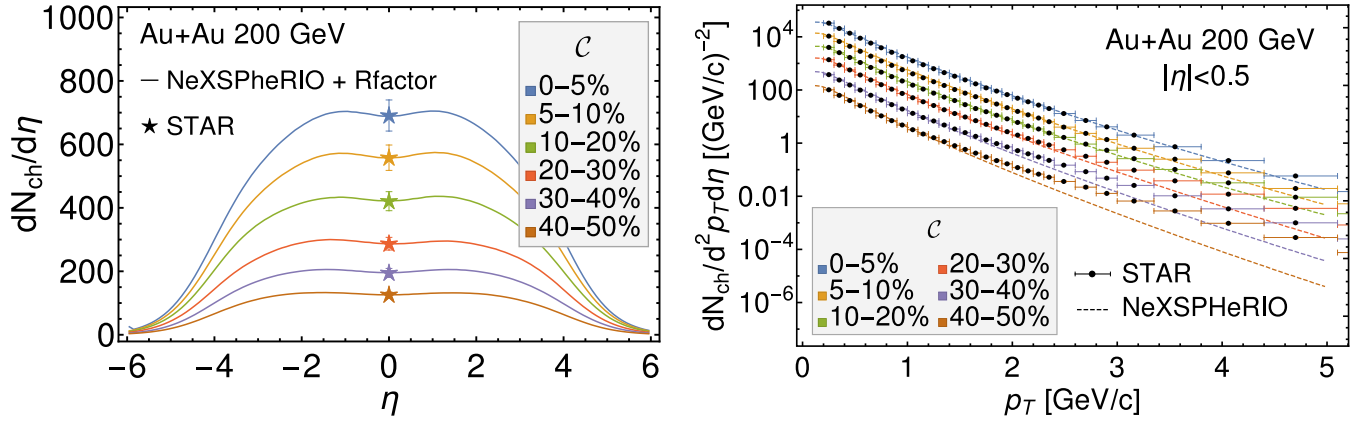 Au+Au 200 GeV
— NeXSPheRIO + Rfactor
★ STAR
𝒞
0−5%
5−10%
10−20%
20−30%
30−40%
40−50%
dN_ch/dη
1000
800
600
400
200
0
−6 −4 −2 0 2 4 6
η
Au+Au 200 GeV
|η|<0.5
dN_ch/d²p_T dη [(GeV/c)⁻²]
10⁴
100
1
0.01
10⁻⁴
10⁻⁶
𝒞
0−5% 20−30%
5−10% 30−40%
10−20% 40−50%
STAR
NeXSPHeRIO
0 1 2 3 4 5
p_T [GeV/c]